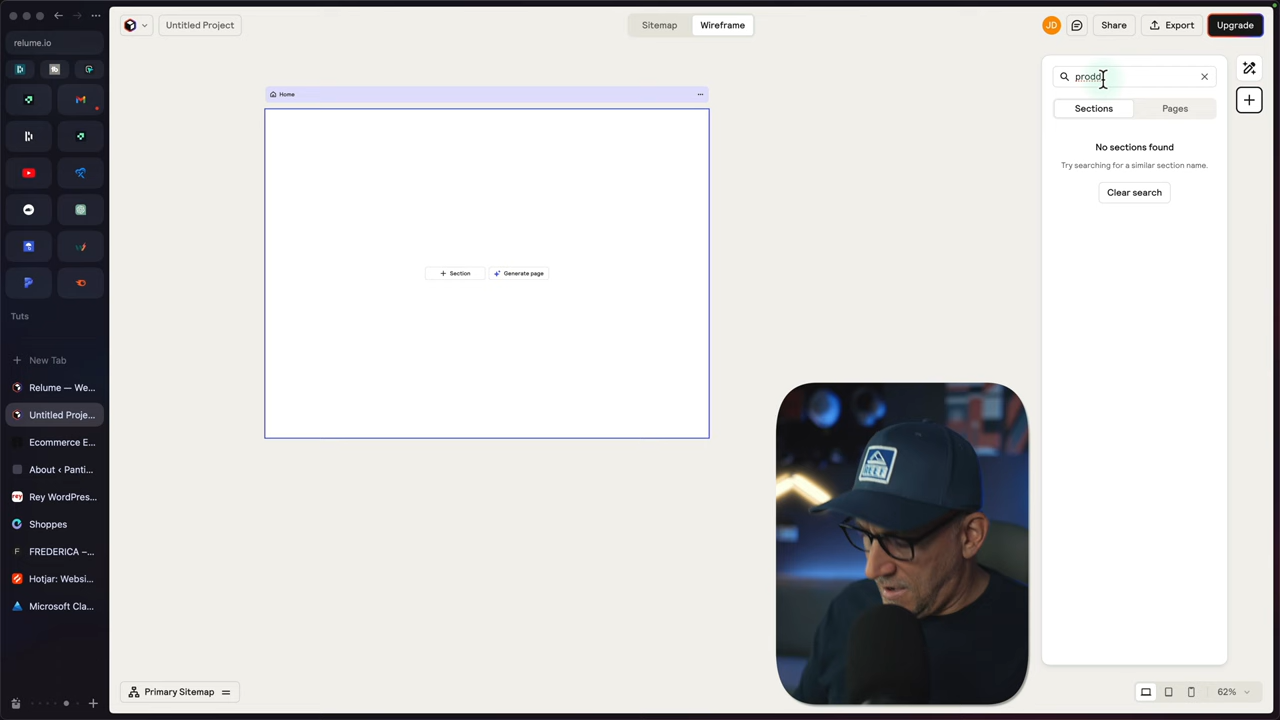 relume.io
Tuts
New Tab
Relume — We...
Untitled Proje...
Ecommerce E...
About ‹ Panti...
Rey WordPres...
Shoppes
FREDERICA –...
Hotjar: Websi...
Microsoft Cla...
Untitled Project
Sitemap
Wireframe
JD
Share
Export
Upgrade
Home
Section
Generate page
prodd
Sections
Pages
No sections found
Try searching for a similar section name.
Clear search
REEF
Primary Sitemap
62%